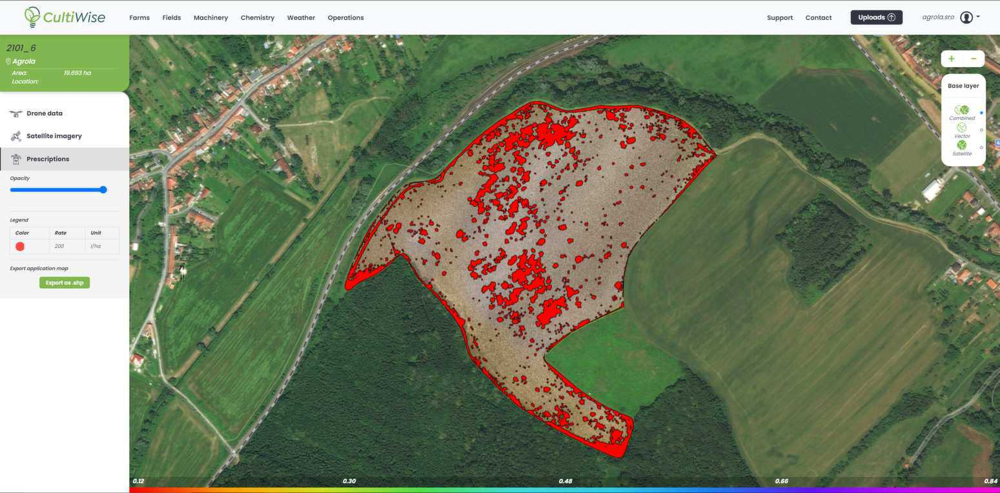 CultiWise
Farms Fields Machinery Chemistry Weather Operations Support Contact Uploads agrola.sro
2101_6
Agrola
Area: 19.693 ha
Location:
Drone data
Satellite imagery
Prescriptions
Opacity
Legend
Color Rate Unit
200 l/ha
Export application map
Export as .shp
+ −
Base layer
Combined
Vector
Satellite
0.12 0.30 0.48 0.66 0.84